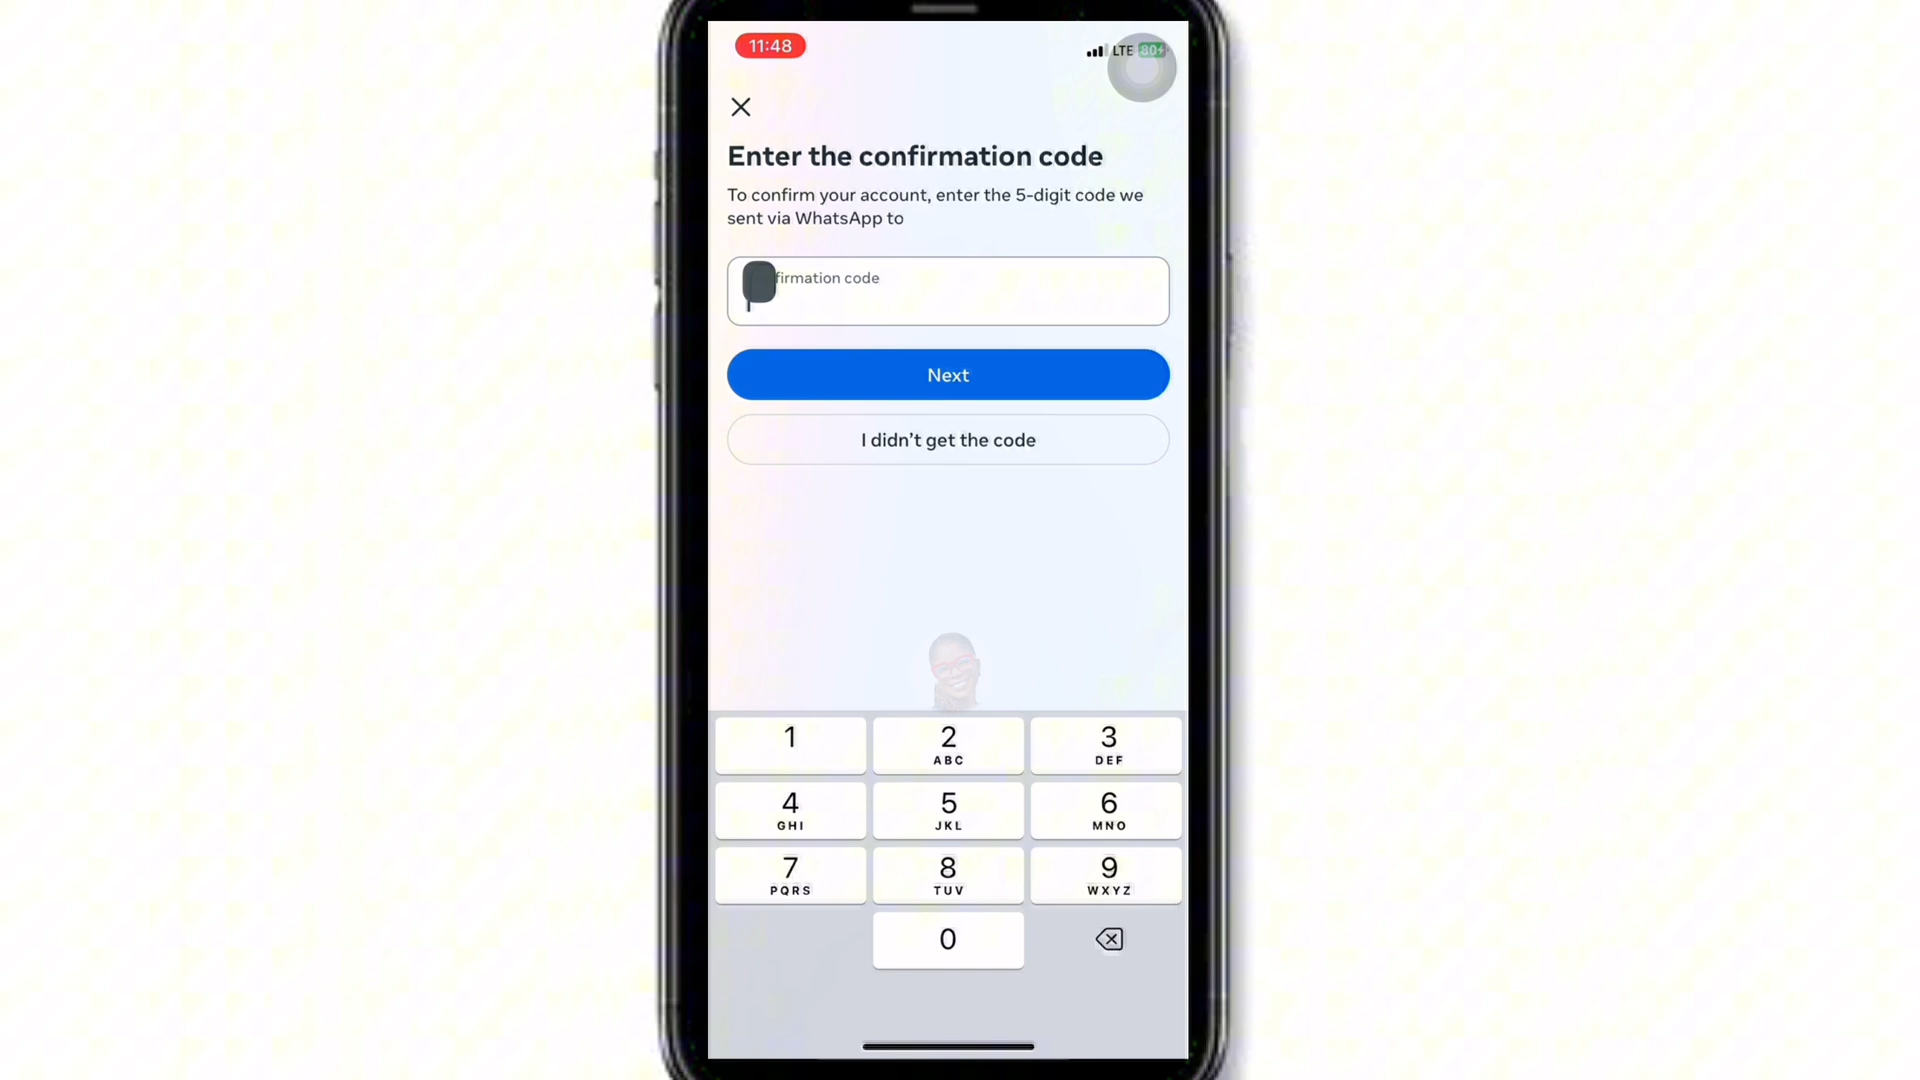 11:48
LTE 80
Enter the confirmation code
To confirm your account, enter the 5-digit code we
sent via WhatsApp to
firmation code
Next
I didn’t get the code
1
2
ABC
3
DEF
4
GHI
5
JKL
6
MNO
7
PQRS
8
TUV
9
WXYZ
0